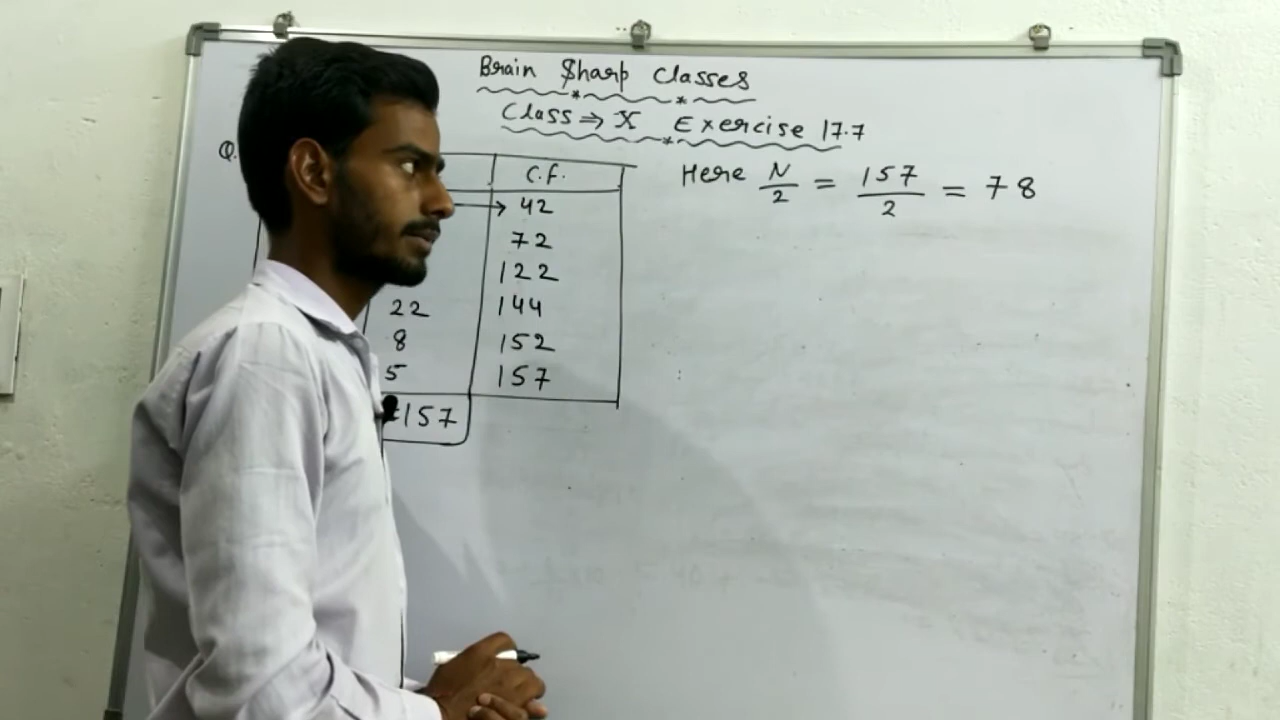 Brain Sharp Classes
Class ⇒ X Exercise 17.7
Q.
C.f.
Here N/2 = 157/2 = 78
→ 42
72
122
22 144
8 152
5 157
157